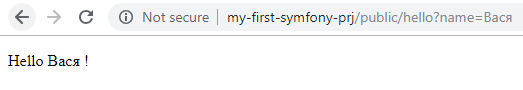 Not secure my-first-symfony-prj/public/hello?name=Вася
Hello Вася !